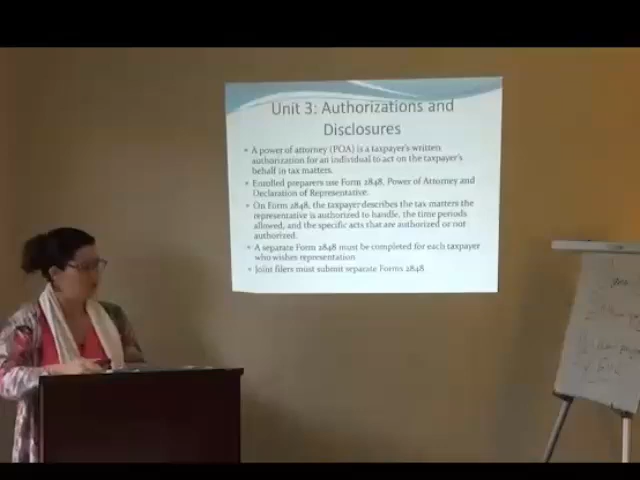 Unit 3: Authorizations and
Disclosures
• A power of attorney (POA) is a taxpayer's written
authorization for an individual to act on the taxpayer's
behalf in tax matters.
• Enrolled preparers use Form 2848, Power of Attorney and
Declaration of Representative.
• On Form 2848, the taxpayer describes the tax matters the
representative is authorized to handle, the time periods
allowed, and the specific acts that are authorized or not
authorized.
• A separate Form 2848 must be completed for each taxpayer
who wishes representation
• Joint filers must submit separate Forms 2848